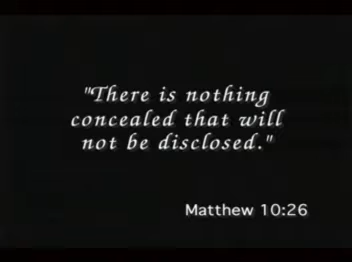 "There is nothing
concealed that will
not be disclosed."
Matthew 10:26